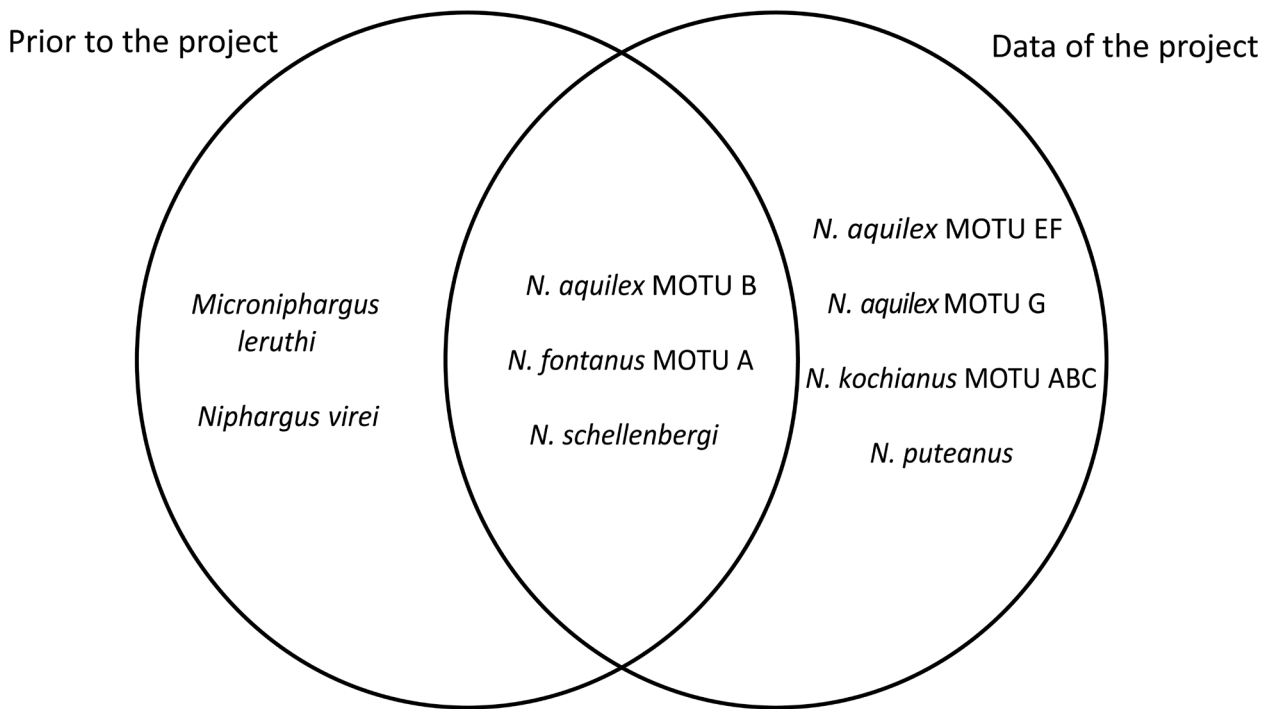 Prior to the project
Data of the project
Microniphargus
leruthi
Niphargus virei
N. aquilex MOTU B
N. fontanus MOTU A
N. schellenbergi
N. aquilex MOTU EF
N. aquilex MOTU G
N. kochianus MOTU ABC
N. puteanus